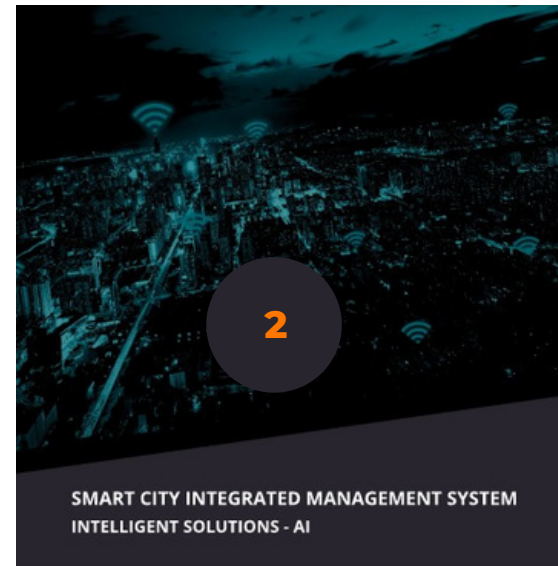 2
SMART CITY INTEGRATED MANAGEMENT SYSTEM
INTELLIGENT SOLUTIONS - AI